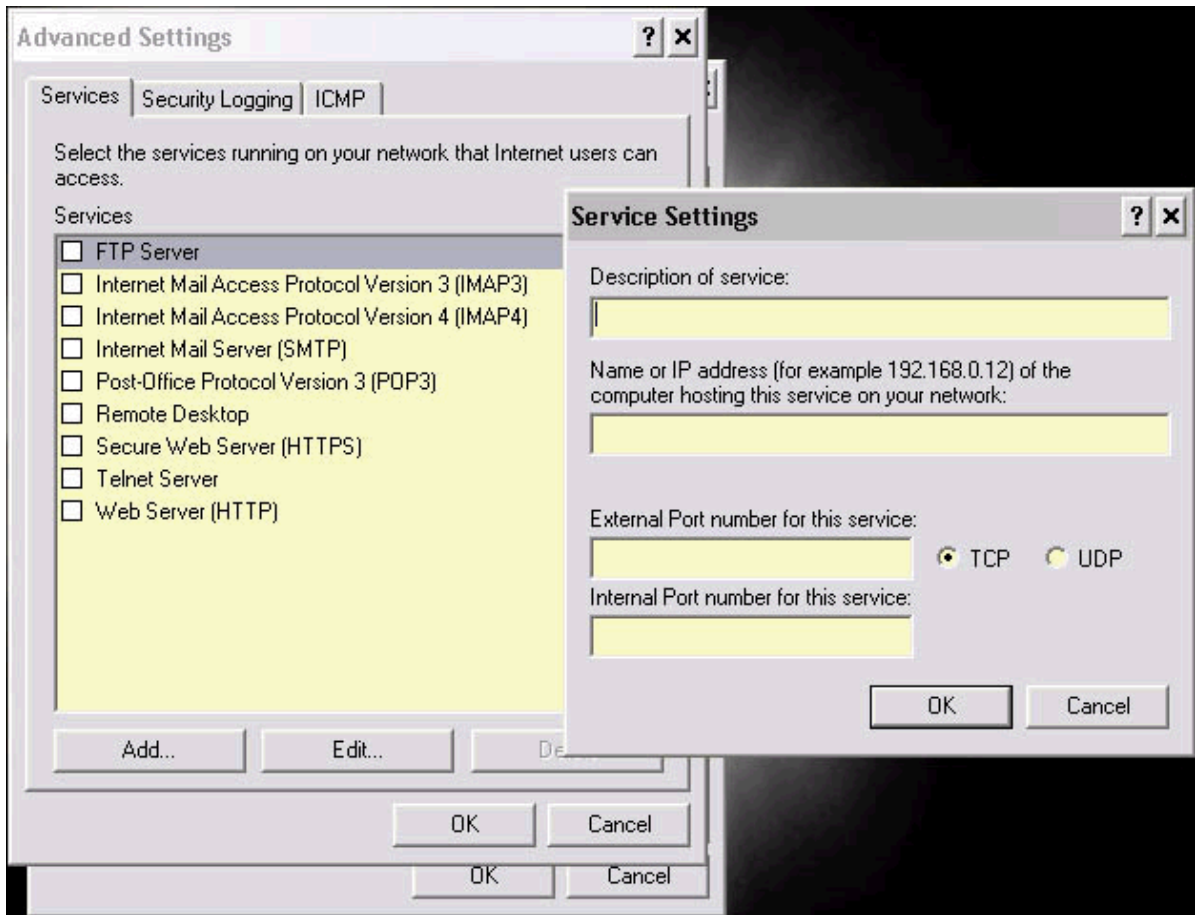 Advanced Settings
Services
Security Logging
ICMP
Select the services running on your network that Internet users can
access.
Services
FTP Server
Internet Mail Access Protocol Version 3 (IMAP3)
Internet Mail Access Protocol Version 4 (IMAP4)
Internet Mail Server (SMTP)
Post-Office Protocol Version 3 (POP3)
Remote Desktop
Secure Web Server (HTTPS)
Telnet Server
Web Server (HTTP)
Add...
Edit...
OK
Cancel
OK
Cancel
Service Settings
Description of service:
Name or IP address (for example 192.168.0.12) of the
computer hosting this service on your network:
External Port number for this service:
TCP
UDP
Internal Port number for this service:
OK
Cancel